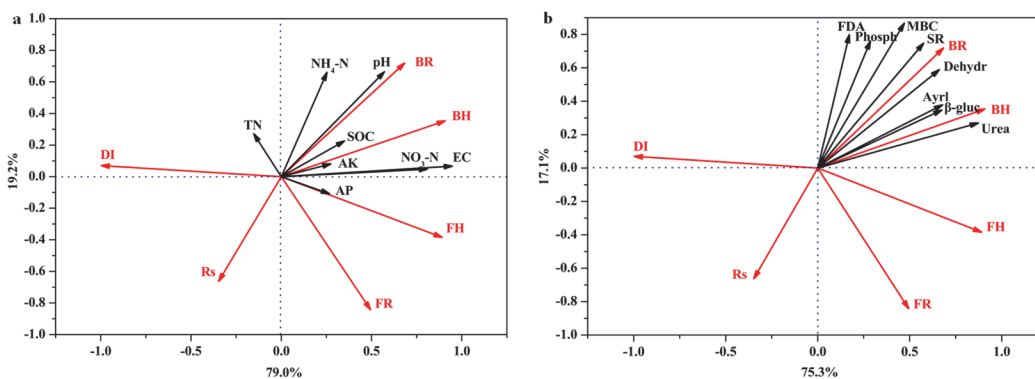 a
1.0
0.8
0.6
0.4
0.2
0.0
-0.2
-0.4
-0.6
-0.8
-1.0
19.2%
NH4-N
pH
BR
TN
SOC
BH
DI
AK
NO3-N
EC
AP
FH
Rs
FR
-1.0
-0.5
0.0
0.5
1.0
79.0%
b
1.0
0.8
0.6
0.4
0.2
0.0
-0.2
-0.4
-0.6
-0.8
-1.0
17.1%
FDA
MBC
Phosph
SR
BR
Dehydr
Ayrl
β-gluc
BH
Urea
DI
FH
Rs
FR
-1.0
-0.5
0.0
0.5
1.0
75.3%